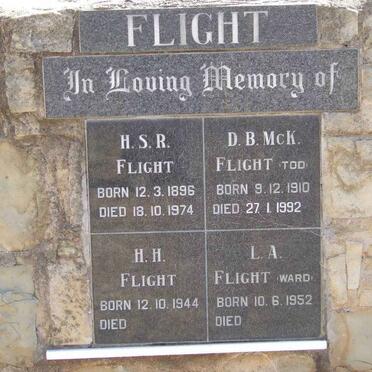 FLIGHT
In Loving Memory of
H. S. R.
FLIGHT
BORN 12. 3. 1896
DIED 18. 10. 1974
D. B. McK.
FLIGHT (TOD)
BORN 9. 12. 1910
DIED 27. 1. 1992
H. H.
FLIGHT
BORN 12. 10. 1944
DIED
L. A.
FLIGHT (WARD)
BORN 10. 6. 1952
DIED